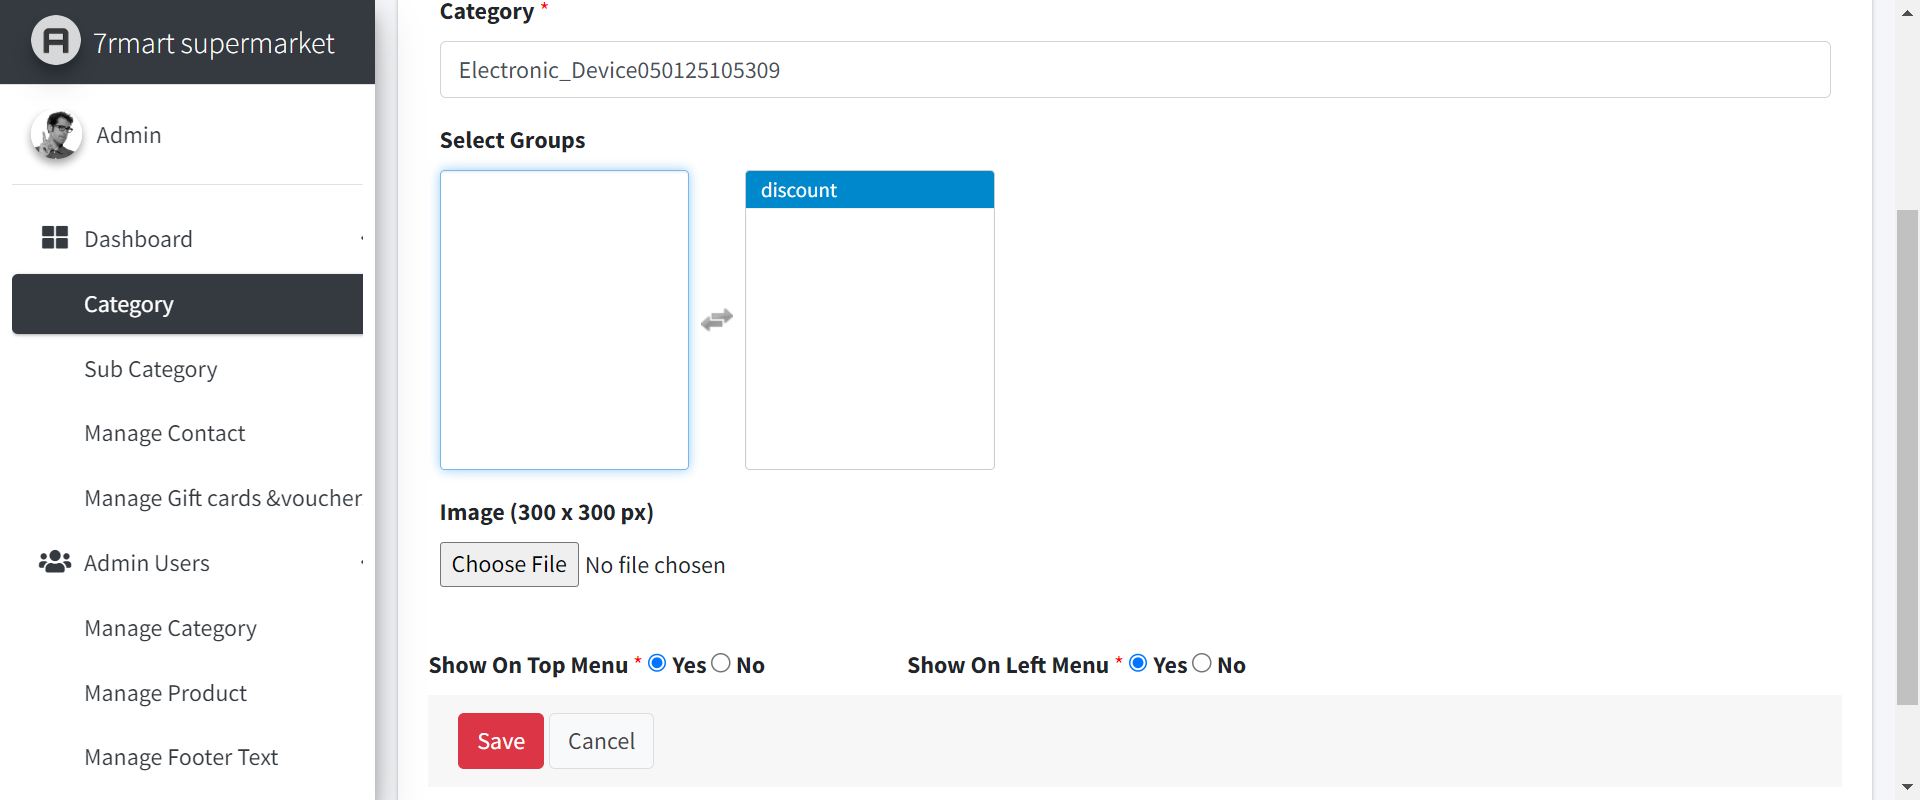 7rmart supermarket
Admin
Dashboard
Category
Sub Category
Manage Contact
Manage Gift cards &voucher
Admin Users
Manage Category
Manage Product
Manage Footer Text
Category *
Electronic_Device050125105309
Select Groups
discount
Image (300 x 300 px)
Choose File No file chosen
Show On Top Menu * Yes No Show On Left Menu * Yes No
Save Cancel